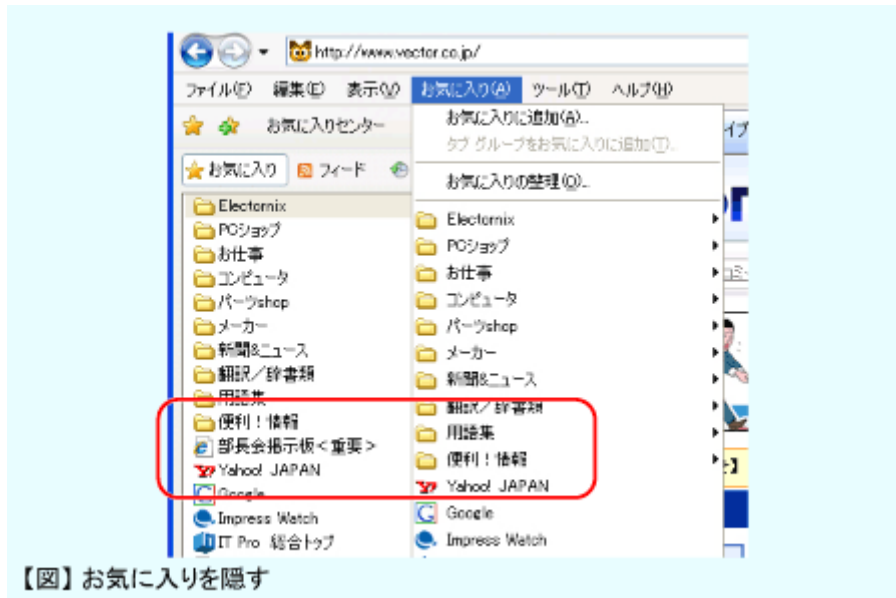 http://www.vector.co.jp/
ファイル(F) 編集(E) 表示(V) お気に入り(A) ツール(T) ヘルプ(H)
お気に入りセンター
お気に入り フィード
Electornix
PCショップ
お仕事
コンピュータ
パーツshop
メーカー
新聞&ニュース
翻訳／辞書類
用語集
便利！情報
部長会掲示板<重要>
Yahoo! JAPAN
Google
Impress Watch
IT Pro 総合トップ
お気に入りに追加(A)...
タブ グループをお気に入りに追加(T)...
お気に入りの整理(O)...
Electornix
PCショップ
お仕事
コンピュータ
パーツshop
メーカー
新聞&ニュース
翻訳／辞書類
用語集
便利！情報
Yahoo! JAPAN
Google
Impress Watch
【図】お気に入りを隠す